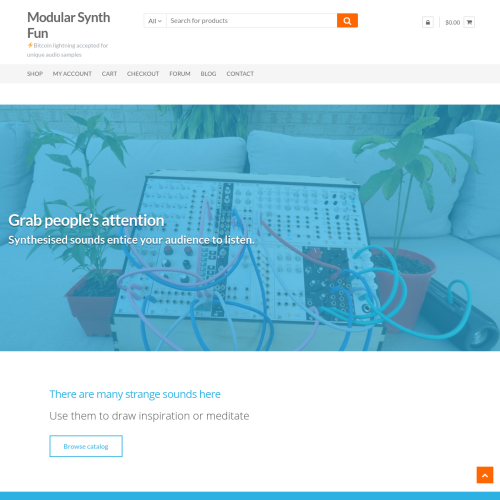 Modular Synth
Fun
⚡Bitcoin lightning accepted for
unique audio samples
All
Search for products
$0.00
SHOP MY ACCOUNT CART CHECKOUT FORUM BLOG CONTACT
Grab people's attention
Synthesised sounds entice your audience to listen.
There are many strange sounds here
Use them to draw inspiration or meditate
Browse catalog